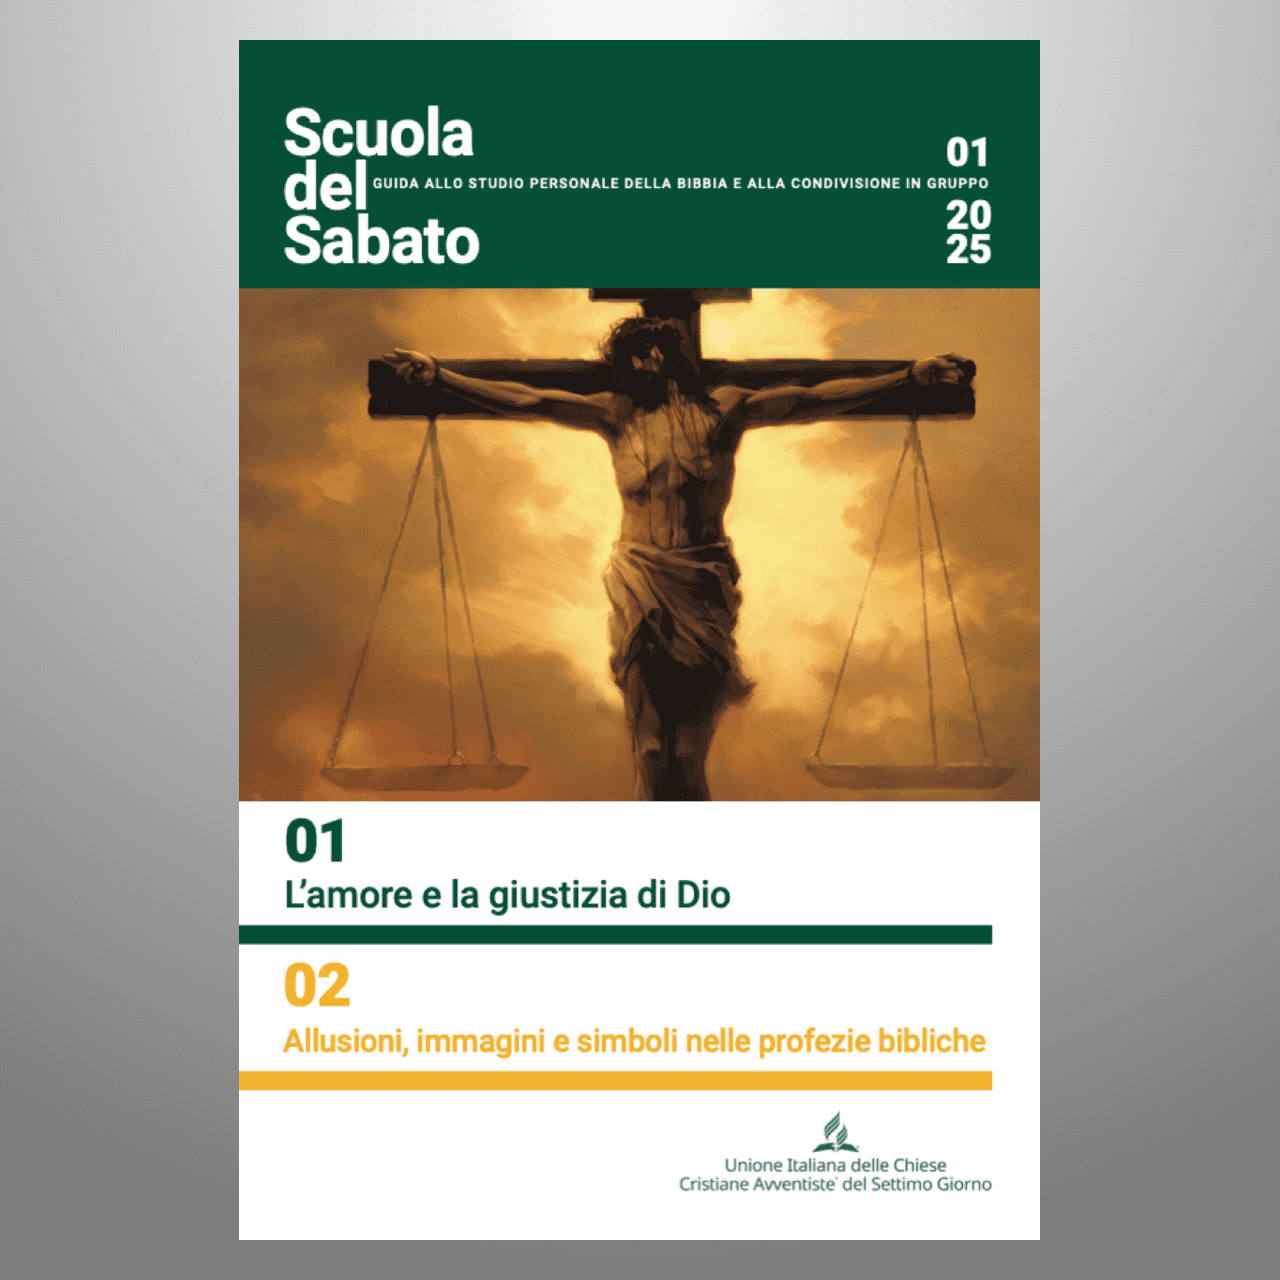 Scuola
del
Sabato
GUIDA ALLO STUDIO PERSONALE DELLA BIBBIA E ALLA CONDIVISIONE IN GRUPPO
01
20
25
01
L’amore e la giustizia di Dio
02
Allusioni, immagini e simboli nelle profezie bibliche
Unione Italiana delle Chiese
Cristiane Avventiste® del Settimo Giorno